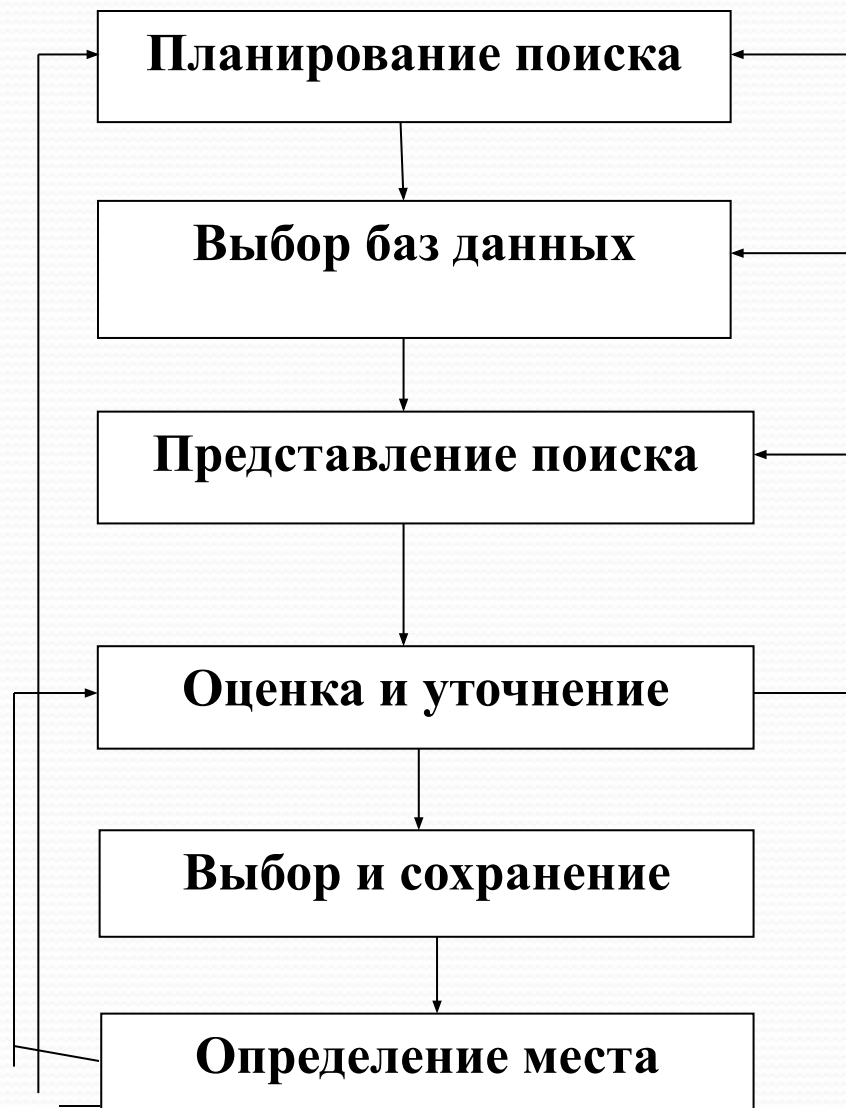 Планирование поиска
Выбор баз данных
Представление поиска
Оценка и уточнение
Выбор и сохранение
Определение места